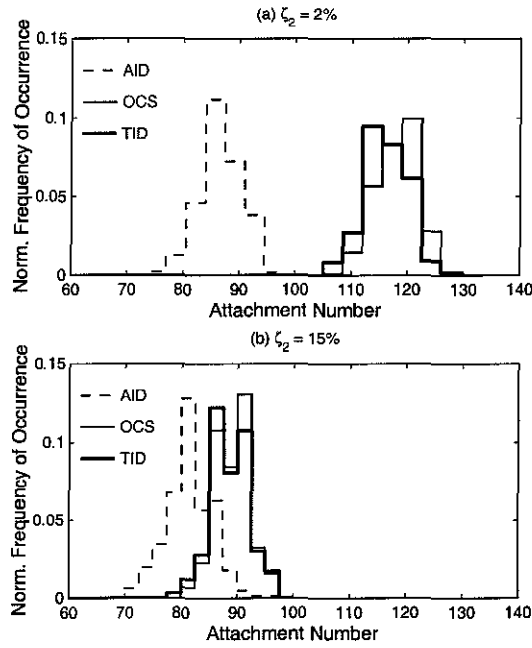 (a) ζ2 = 2%
Norm. Frequency of Occurrence
0.15
0.1
0.05
0
AID
OCS
TID
60 70 80 90 100 110 120 130 140
Attachment Number
(b) ζ2 = 15%
Norm. Frequency of Occurrence
0.15
0.1
0.05
0
AID
OCS
TID
60 70 80 90 100 110 120 130 140
Attachment Number